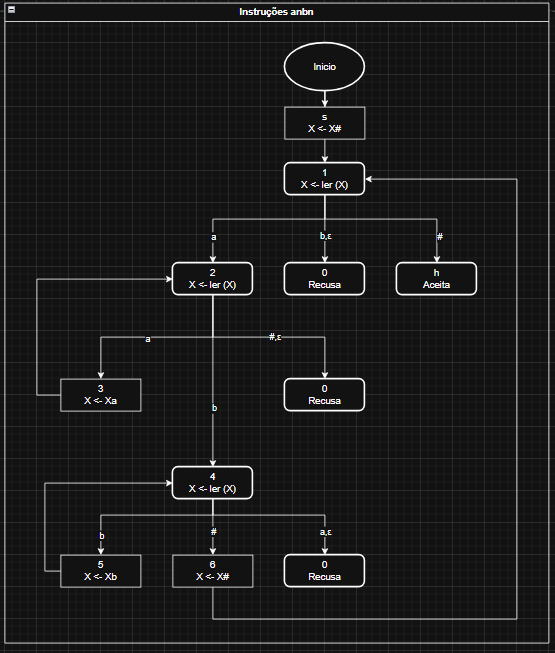 Instruções anbn
Inicio
s
X <- X#
1
X <- ler (X)
a
b,ε
#
2
X <- ler (X)
0
Recusa
h
Aceita
a
#,ε
3
X <- Xa
0
Recusa
b
4
X <- ler (X)
b
#
a,ε
5
X <- Xb
6
X <- X#
0
Recusa